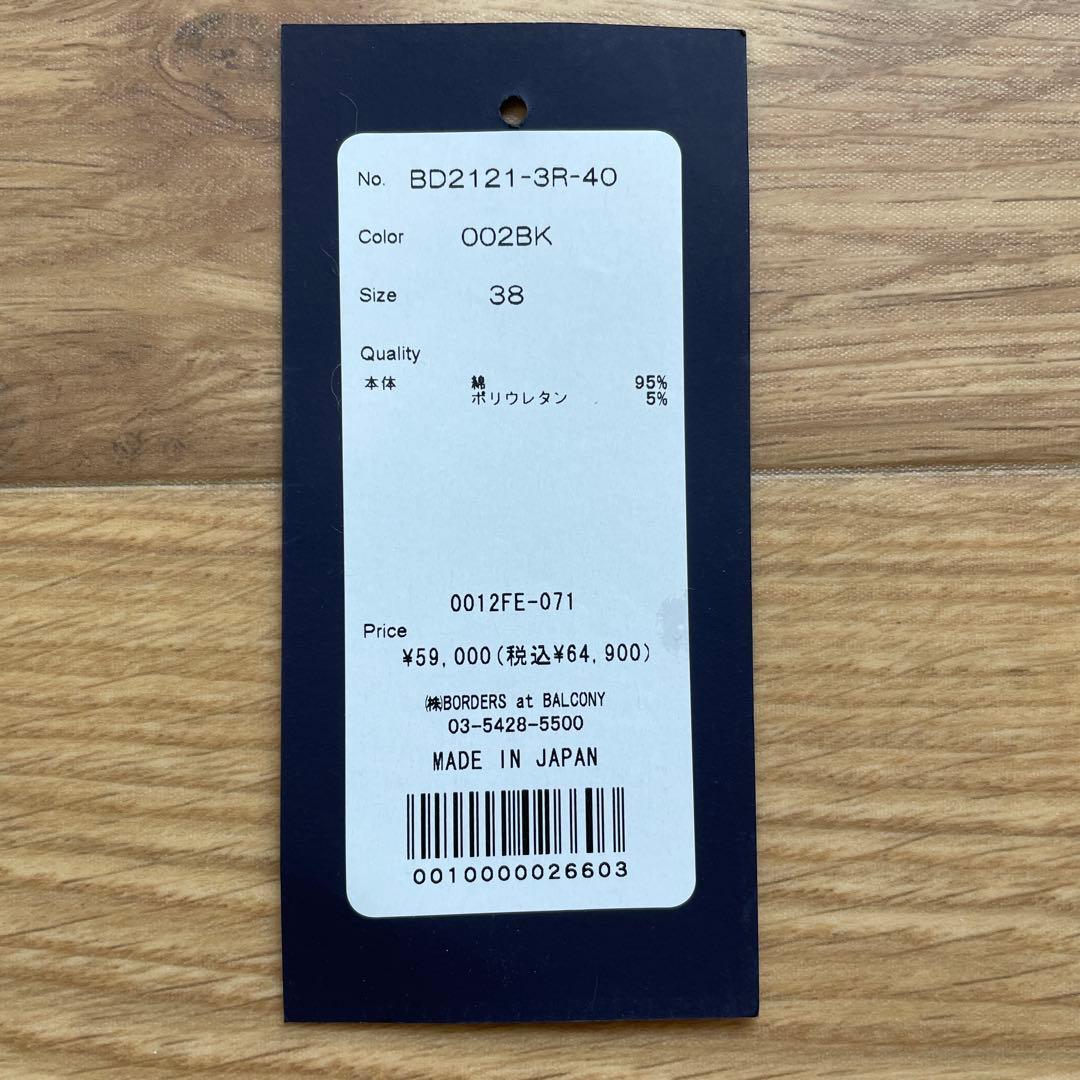 No. BD2121-3R-40
Color 002BK
Size 38
Quality
本体 綿 95%
ポリウレタン 5%
0012FE-071
Price
¥59,000(税込¥64,900)
㈱BORDERS at BALCONY
03-5428-5500
MADE IN JAPAN
0010000026603